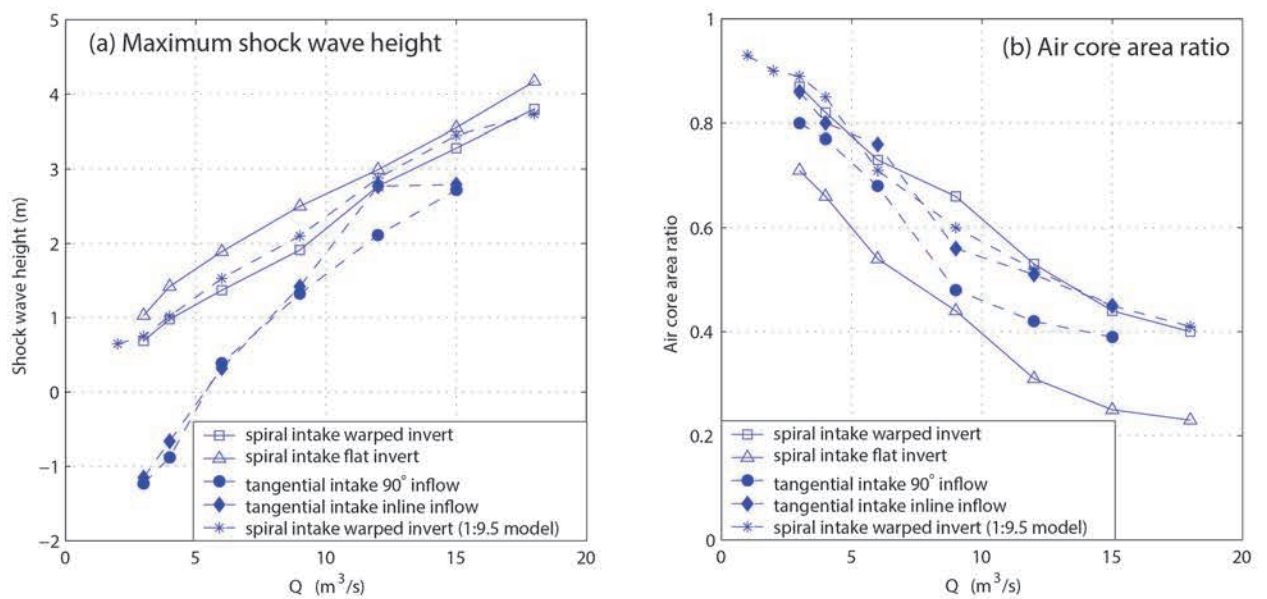 (a) Maximum shock wave height
5
4
3
2
1
0
−1
−2
Shock wave height (m)
spiral intake warped invert
spiral intake flat invert
tangential intake 90° inflow
tangential intake inline inflow
spiral intake warped invert (1:9.5 model)
0 5 10 15 20
Q (m³/s)
(b) Air core area ratio
1
0.8
0.6
0.4
0.2
0
Air core area ratio
spiral intake warped invert
spiral intake flat invert
tangential intake 90° inflow
tangential intake inline inflow
spiral intake warped invert (1:9.5 model)
0 5 10 15 20
Q (m³/s)